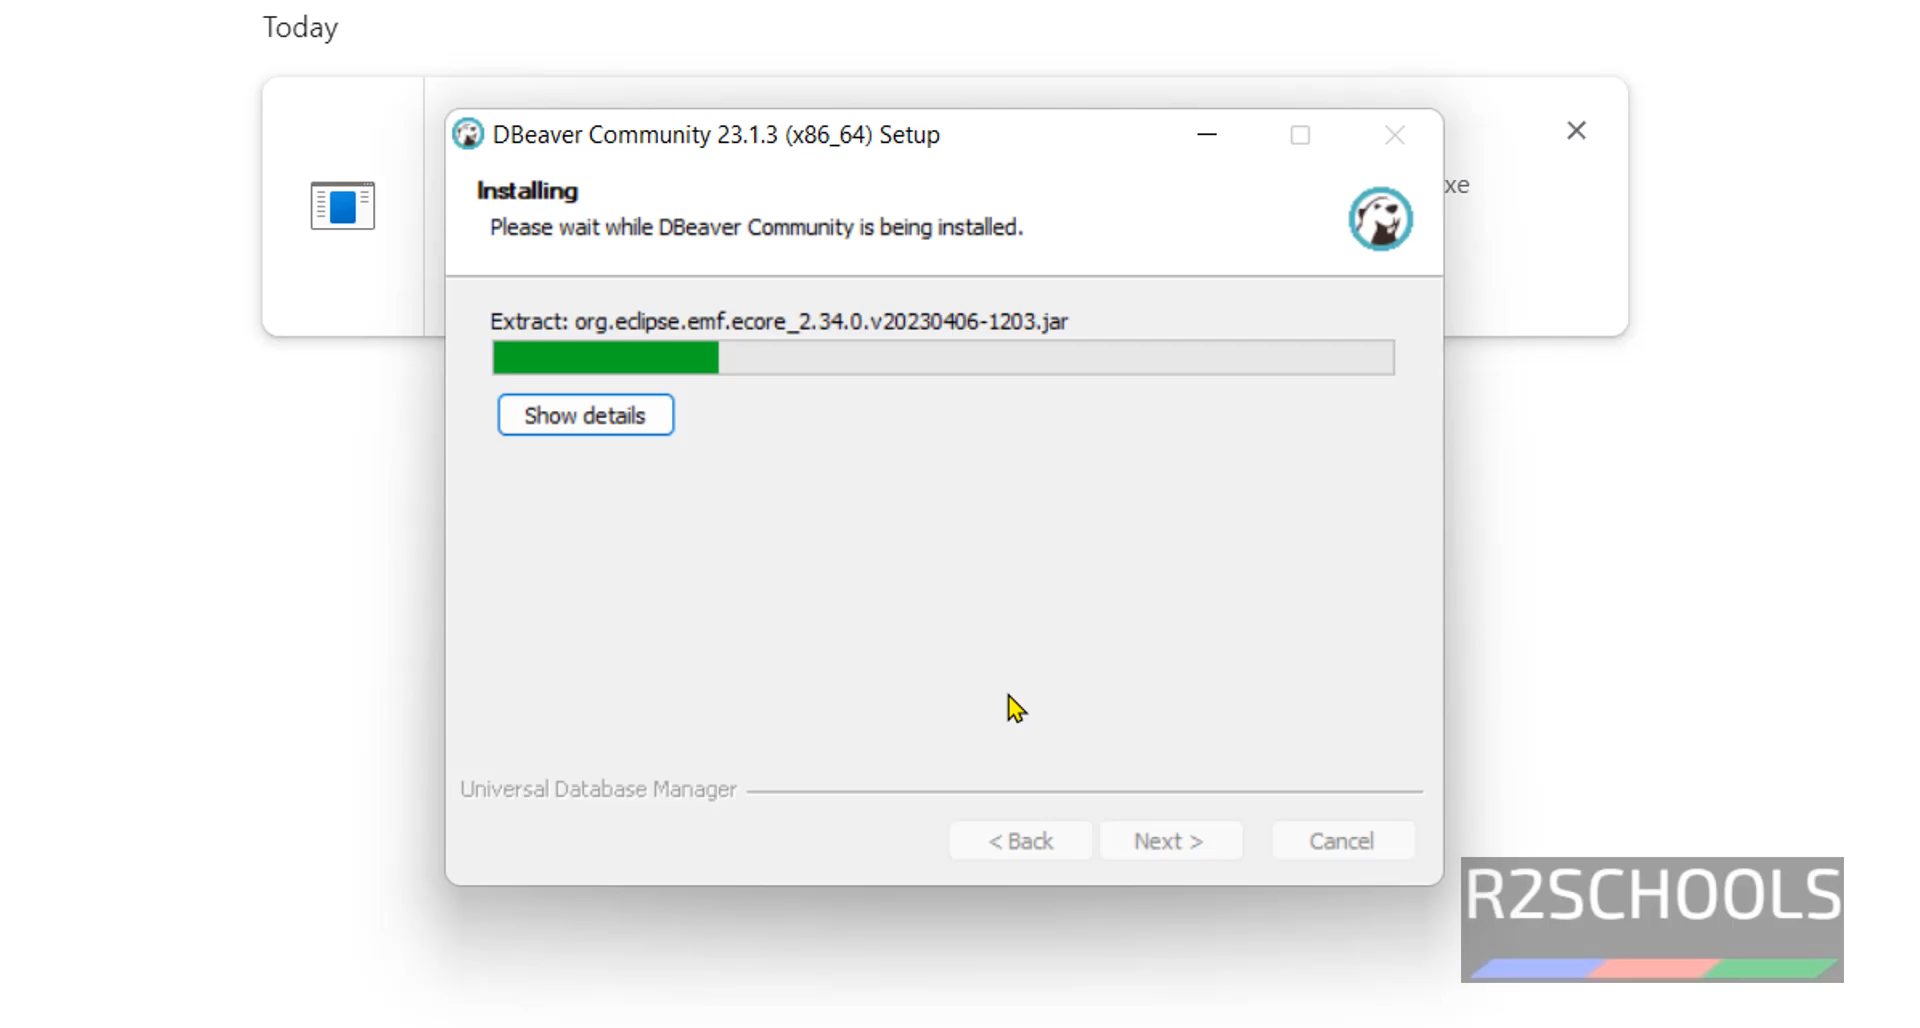 Today
DBeaver Community 23.1.3 (x86_64) Setup
Installing
Please wait while DBeaver Community is being installed.
xe
Extract: org.eclipse.emf.ecore_2.34.0.v20230406-1203.jar
Show details
Universal Database Manager
< Back
Next >
Cancel
R2SCHOOLS